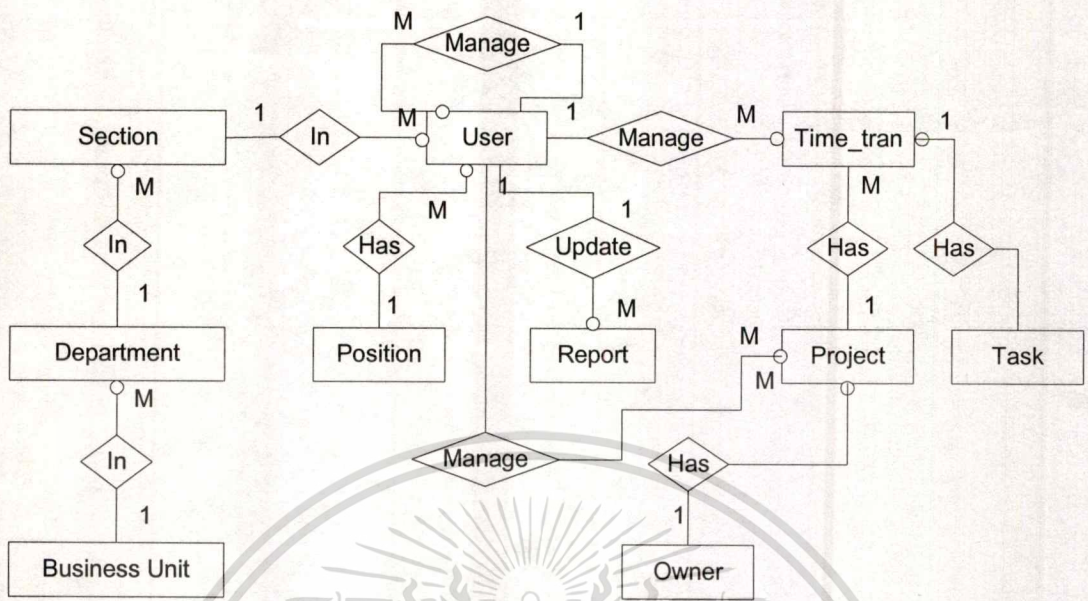 M 1
Manage
Section 1 In M User 1 Manage M Time_tran 1
M M 1 1 M
In Has Update Has Has
1 1 M 1
Department Position Report M Project Task
M M
In Manage Has
1 1
Business Unit Owner